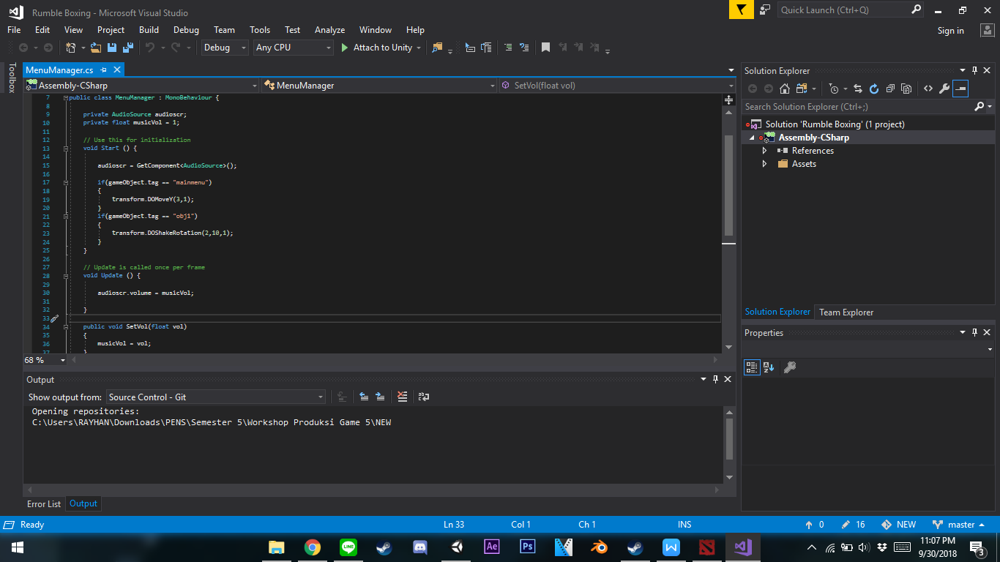 Rumble Boxing - Microsoft Visual Studio
Quick Launch (Ctrl+Q)
File Edit View Project Build Debug Team Tools Test Analyze Window Help
Sign in
Debug Any CPU Attach to Unity
Toolbox
MenuManager.cs
Assembly-CSharp MenuManager SetVol(float vol)
7 public class MenuManager : MonoBehaviour {
8
9 private AudioSource audioscr;
10 private float musicVol = 1;
11
12 // Use this for initialization
13 void Start () {
14
15 audioscr = GetComponent<AudioSource>();
16
17 if(gameObject.tag == "mainmenu")
18 {
19 transform.DOMoveY(3,1);
20 }
21 if(gameObject.tag == "obj1")
22 {
23 transform.DOShakeRotation(2,10,1);
24 }
25 }
26
27 // Update is called once per frame
28 void Update () {
29
30 audioscr.volume = musicVol;
31
32 }
33
34 public void SetVol(float vol)
35 {
36 musicVol = vol;
37 }
68 %
Output
Show output from: Source Control - Git
Opening repositories:
C:\Users\RAYHAN\Downloads\PENS\Semester 5\Workshop Produksi Game 5\NEW
Error List Output
Solution Explorer
Search Solution Explorer (Ctrl+;)
Solution 'Rumble Boxing' (1 project)
Assembly-CSharp
References
Assets
Solution Explorer Team Explorer
Properties
Ready Ln 33 Col 1 Ch 1 INS 0 16 NEW master
LINE Ae Ps W
11:07 PM
9/30/2018
3